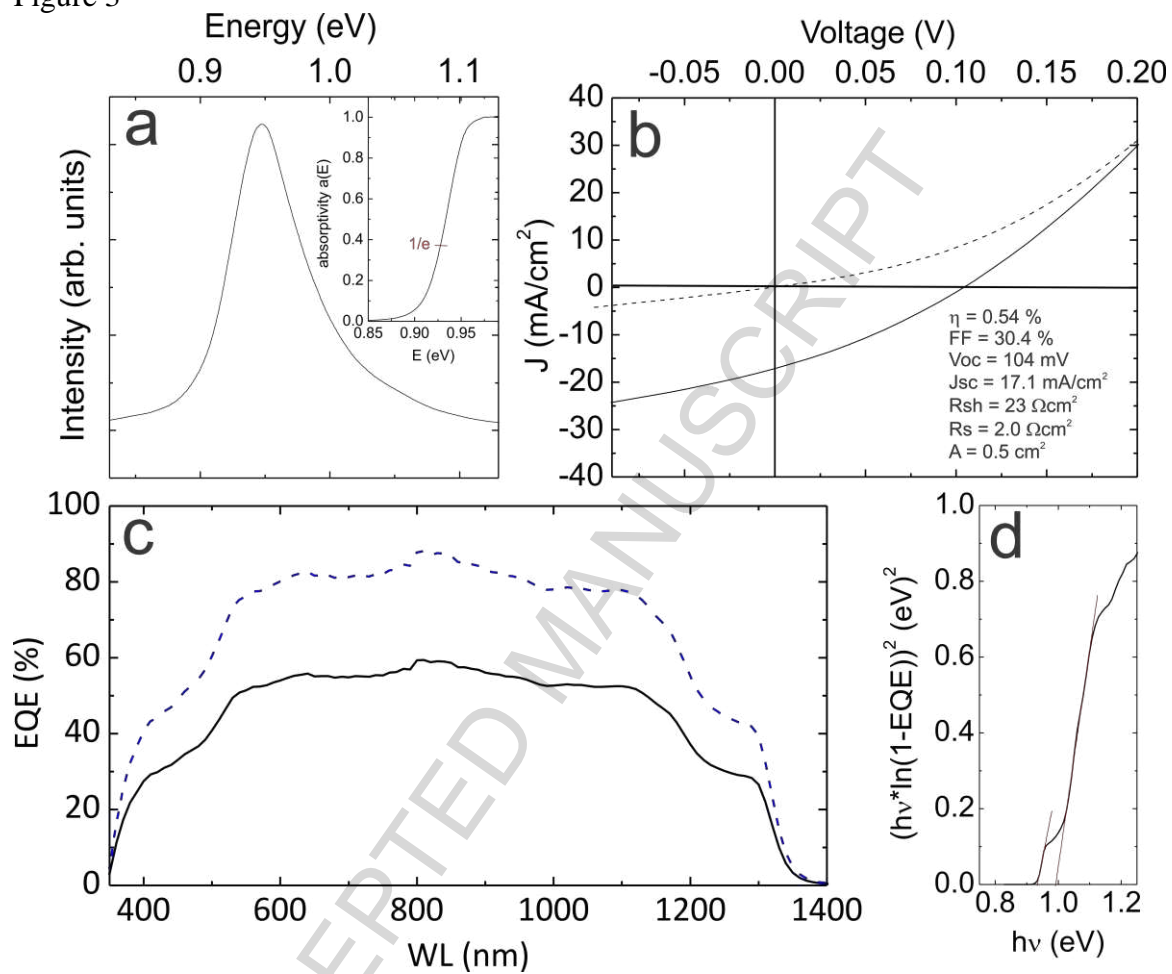 Figure 3
Energy (eV)
0.9 1.0 1.1
a
Intensity (arb. units)
absorptivity a(E)
1.0
0.8
0.6
0.4
0.2
0.0
1/e
0.85 0.90 0.95
E (eV)
Voltage (V)
-0.05 0.00 0.05 0.10 0.15 0.20
b
J (mA/cm²)
40
30
20
10
0
-10
-20
-30
-40
η = 0.54 %
FF = 30.4 %
Voc = 104 mV
Jsc = 17.1 mA/cm²
Rsh = 23 Ωcm²
Rs = 2.0 Ωcm²
A = 0.5 cm²
c
EQE (%)
100
80
60
40
20
0
400 600 800 1000 1200 1400
WL (nm)
d
(hν*ln(1-EQE))² (eV)²
1.0
0.8
0.6
0.4
0.2
0.0
0.8 1.0 1.2
hν (eV)
EPTED MANUSCRIPT